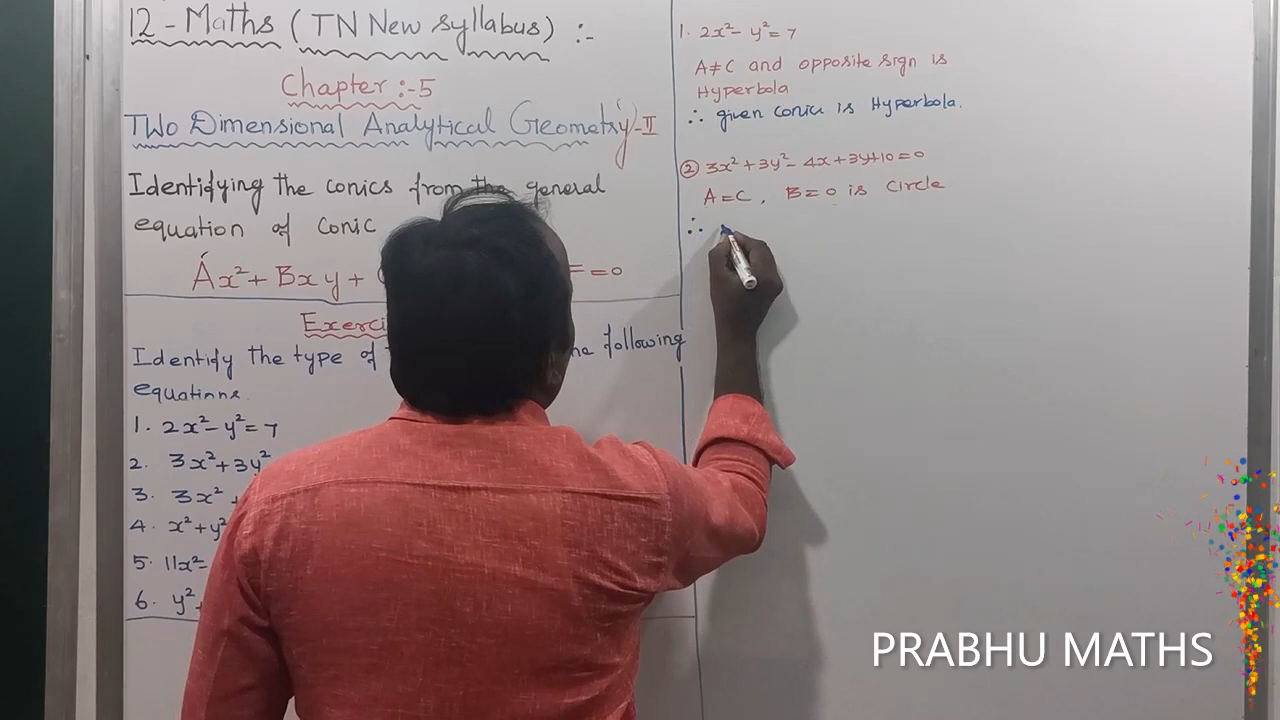 12 - Maths (TN New syllabus) :-
Chapter :-5
Two Dimensional Analytical Geometry-II
Identifying the conics from the general
equation of conic
Ax² + Bxy + = 0
Exerci
Identify the type of he following
equations.
1. 2x² - y² = 7
2. 3x² + 3y²
3. 3x²
4. x² + y²
5. 11x² -
6. y² +
1. 2x² - y² = 7
A ≠ C and opposite sign is
Hyperbola
∴ given conic is Hyperbola.
② 3x² + 3y² - 4x + 3y + 10 = 0
A = C, B = 0 is Circle
∴
PRABHU MATHS